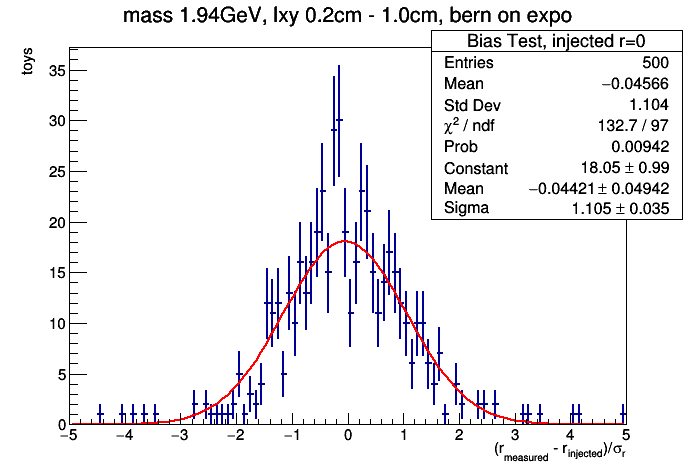 mass 1.94GeV, lxy 0.2cm - 1.0cm, bern on expo
Bias Test, injected r=0
Entries 500
Mean −0.04566
Std Dev 1.104
χ² / ndf 132.7 / 97
Prob 0.00942
Constant 18.05 ± 0.99
Mean −0.04421 ± 0.04942
Sigma 1.105 ± 0.035
toys
35
30
25
20
15
10
5
0
−5 −4 −3 −2 −1 0 1 2 3 4 5
(r_measured - r_injected)/σ_r